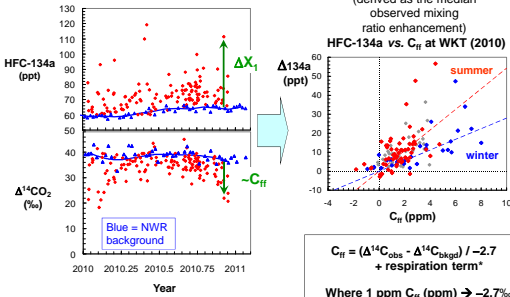 (derived as the median
observed mixing
ratio enhancement)
HFC-134a vs. Cff at WKT (2010)
130
120
110
100
90
80
70
60
50
HFC-134a
(ppt)
ΔX1
40
30
20
10
0
Δ14CO2
(‰)
~Cff
Blue = NWR
background
2010 2010.25 2010.5 2010.75 2011
Year
Δ134a
(ppt)
60
50
40
30
20
10
0
-10
summer
winter
-4 -2 0 2 4 6 8 10
Cff (ppm)
Cff = (Δ14Cobs - Δ14Cbkgd) / –2.7
+ respiration term*
Where 1 ppm Cff (ppm) → –2.7‰